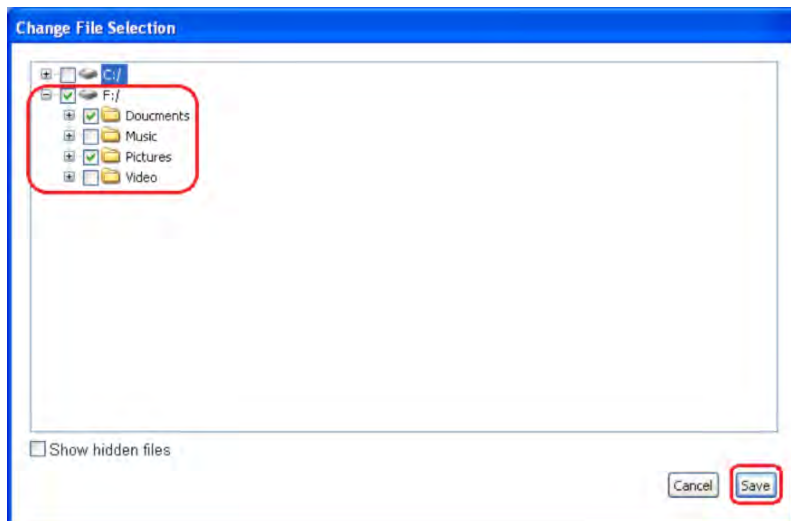 Change File Selection
C:/
F:/
Doucments
Music
Pictures
Video
Show hidden files
Cancel Save